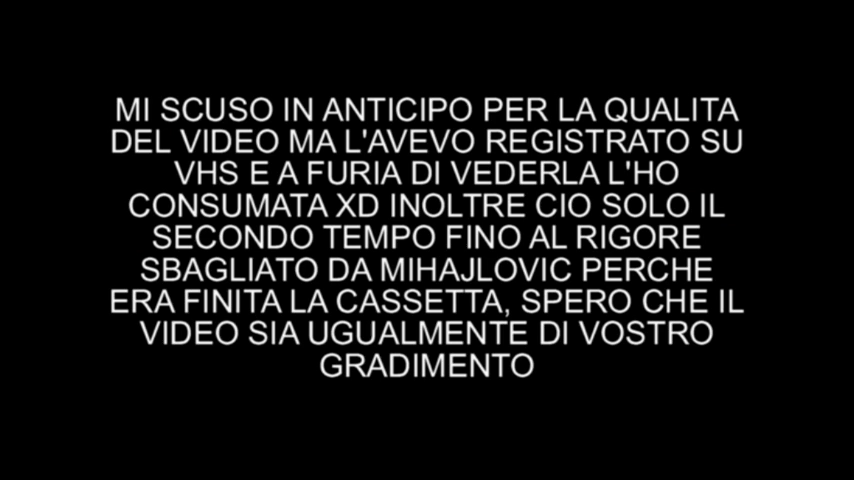 MI SCUSO IN ANTICIPO PER LA QUALITA
DEL VIDEO MA L'AVEVO REGISTRATO SU
VHS E A FURIA DI VEDERLA L'HO
CONSUMATA XD INOLTRE CIO SOLO IL
SECONDO TEMPO FINO AL RIGORE
SBAGLIATO DA MIHAJLOVIC PERCHE
ERA FINITA LA CASSETTA, SPERO CHE IL
VIDEO SIA UGUALMENTE DI VOSTRO
GRADIMENTO